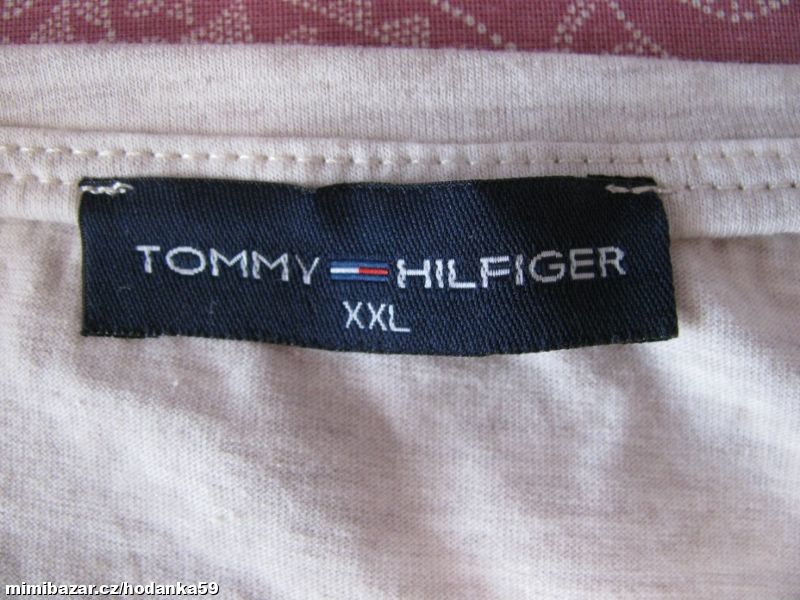 TOMMY HILFIGER
XXL
mimibazar.cz/hodanka59